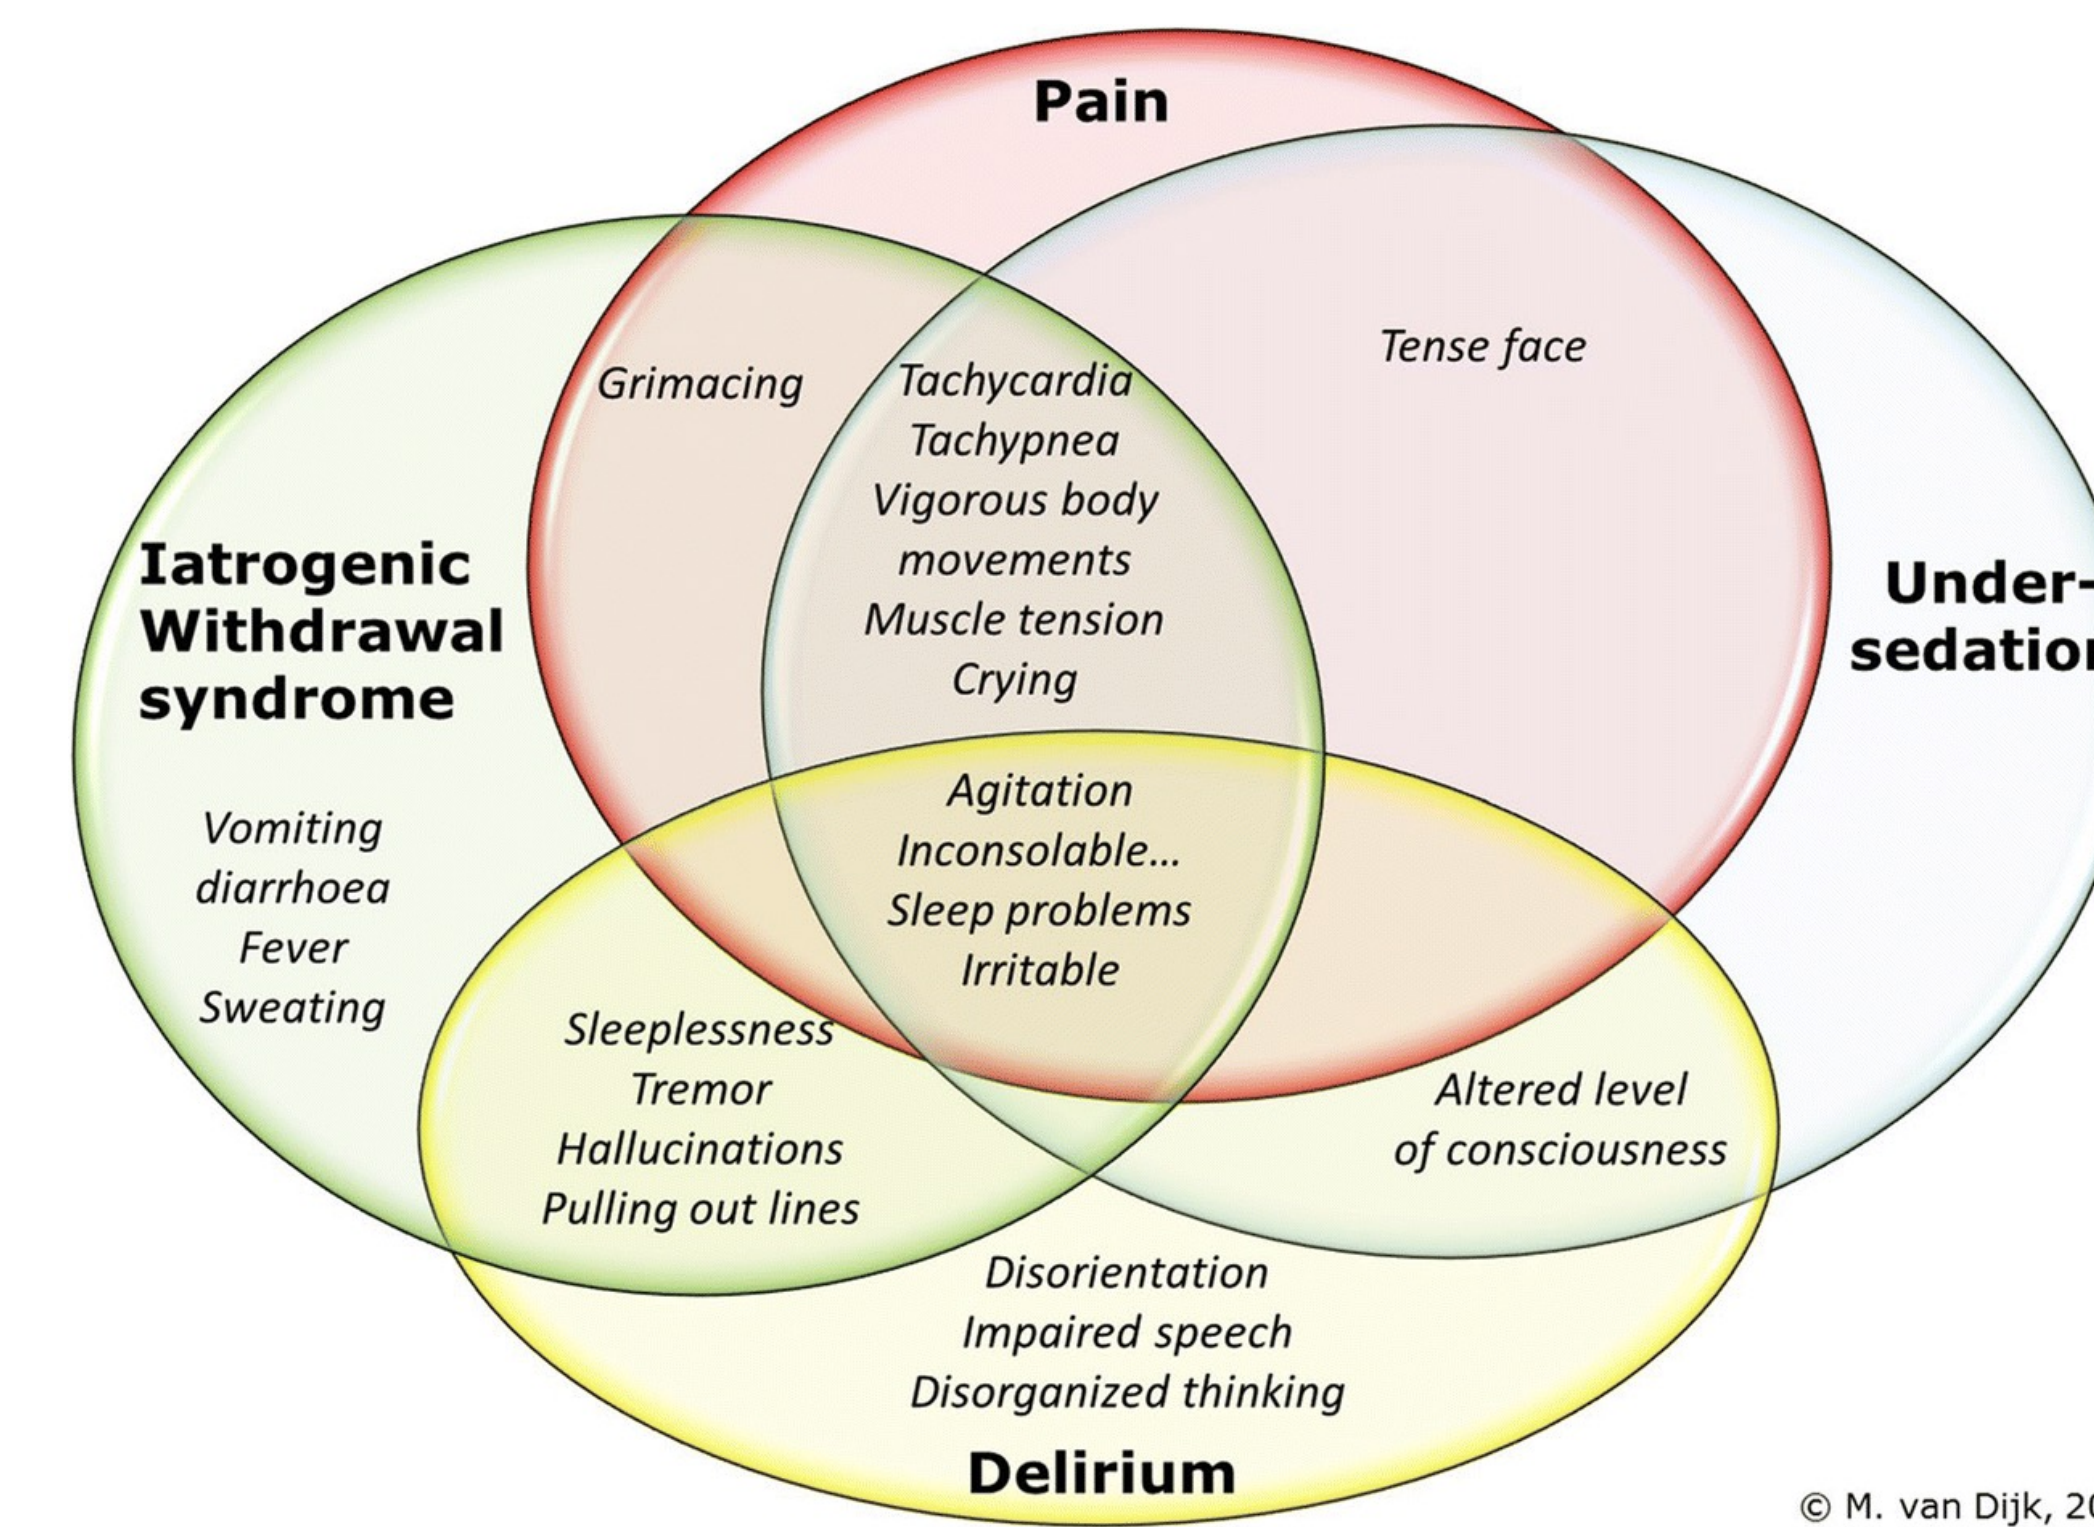 Pain
Tense face
Grimacing
Tachycardia
Tachypnea
Vigorous body
movements
Muscle tension
Crying
Iatrogenic
Withdrawal
syndrome
Under-
sedation
Vomiting
diarrhoea
Fever
Sweating
Agitation
Inconsolable...
Sleep problems
Irritable
Sleeplessness
Tremor
Hallucinations
Pulling out lines
Altered level
of consciousness
Disorientation
Impaired speech
Disorganized thinking
Delirium
© M. van Dijk,